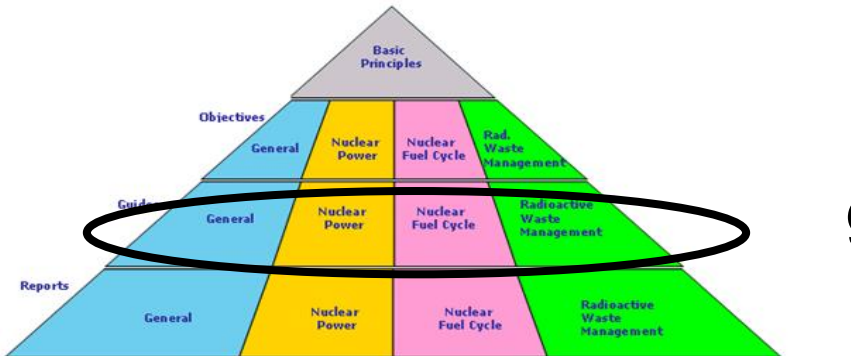 Basic
Principles
Objectives
General
Nuclear
Power
Nuclear
Fuel Cycle
Rad.
Waste
Management
General
Nuclear
Power
Nuclear
Fuel Cycle
Radioactive
Waste
Management
Reports
General
Nuclear
Power
Nuclear
Fuel Cycle
Radioactive
Waste
Management